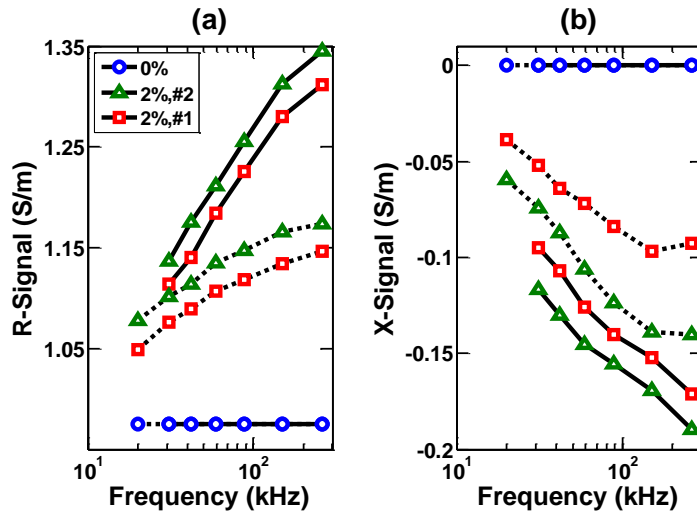 (a)
(b)
1.35
1.25
1.15
1.05
R-Signal (S/m)
0%
2%,#2
2%,#1
10^1
10^2
Frequency (kHz)
0
-0.05
-0.1
-0.15
-0.2
X-Signal (S/m)
10^1
10^2
Frequency (kHz)